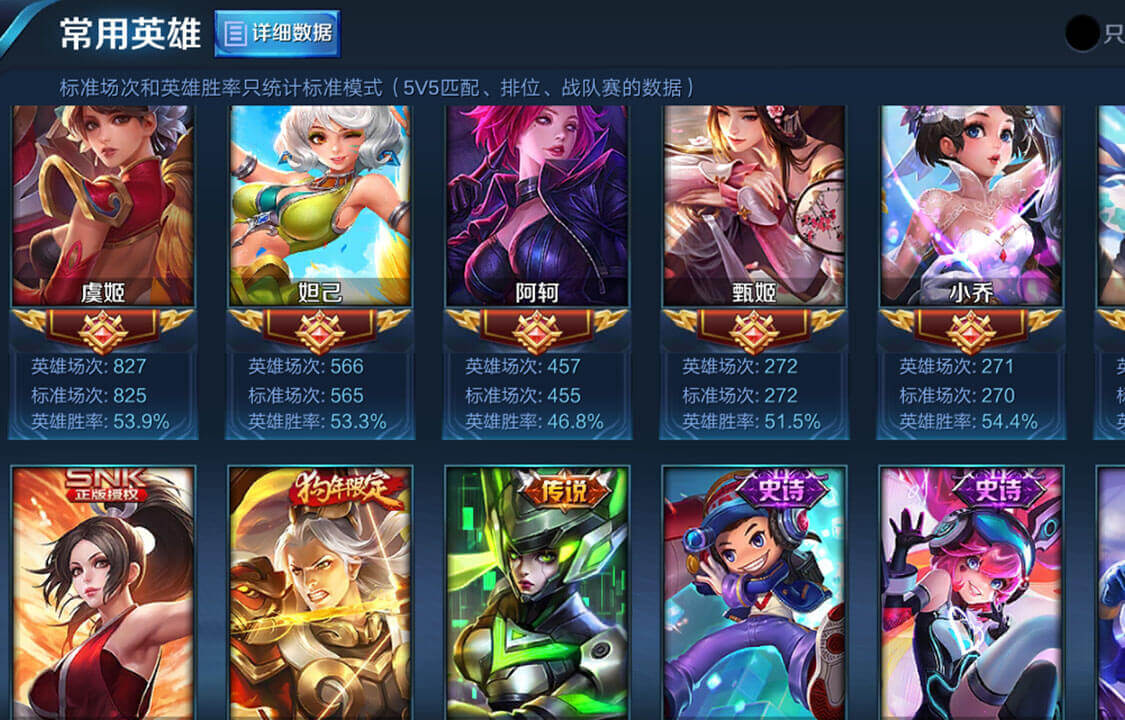 常用英雄
详细数据
只
标准场次和英雄胜率只统计标准模式（5V5匹配、排位、战队赛的数据）
虞姬
妲己
阿轲
甄姬
小乔
英雄场次: 827
标准场次: 825
英雄胜率: 53.9%
英雄场次: 566
标准场次: 565
英雄胜率: 53.3%
英雄场次: 457
标准场次: 455
英雄胜率: 46.8%
英雄场次: 272
标准场次: 272
英雄胜率: 51.5%
英雄场次: 271
标准场次: 270
英雄胜率: 54.4%
SNK
正版授权
狗年限定
传说
史诗
史诗